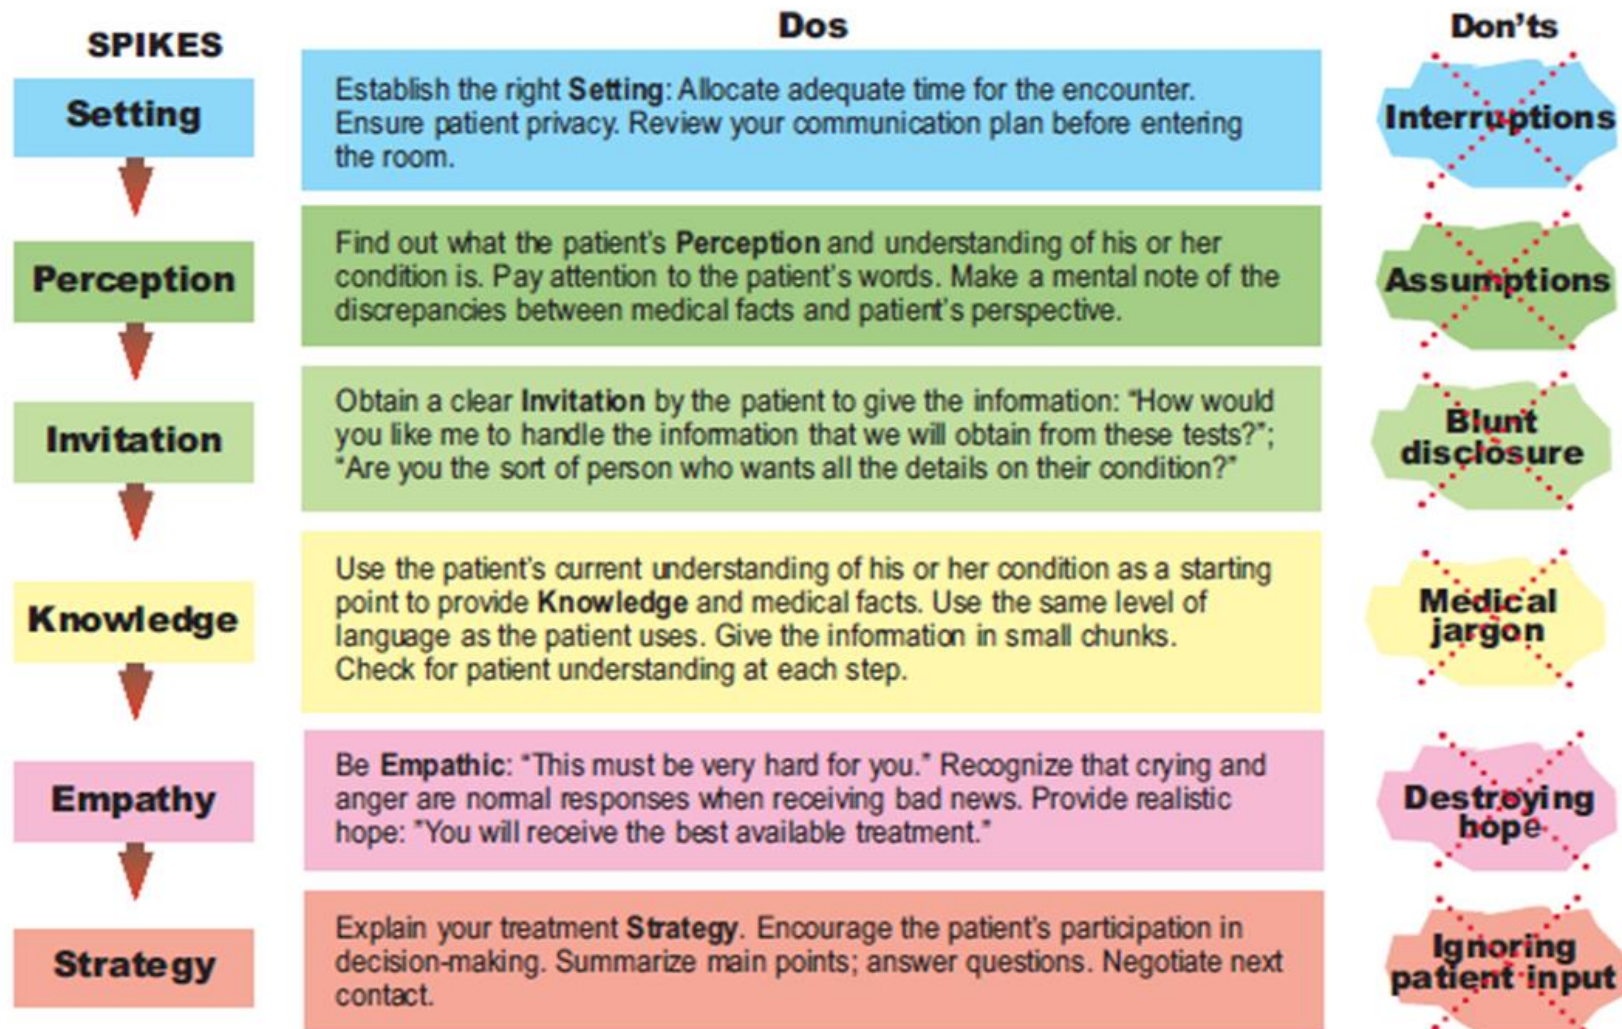 SPIKES
Dos
Don'ts
Setting
Establish the right Setting: Allocate adequate time for the encounter.
Ensure patient privacy. Review your communication plan before entering
the room.
Interruptions
Perception
Find out what the patient's Perception and understanding of his or her
condition is. Pay attention to the patient's words. Make a mental note of the
discrepancies between medical facts and patient's perspective.
Assumptions
Invitation
Obtain a clear Invitation by the patient to give the information: "How would
you like me to handle the information that we will obtain from these tests?";
"Are you the sort of person who wants all the details on their condition?"
Blunt
disclosure
Knowledge
Use the patient's current understanding of his or her condition as a starting
point to provide Knowledge and medical facts. Use the same level of
language as the patient uses. Give the information in small chunks.
Check for patient understanding at each step.
Medical
jargon
Empathy
Be Empathic: "This must be very hard for you." Recognize that crying and
anger are normal responses when receiving bad news. Provide realistic
hope: "You will receive the best available treatment."
Destroying
hope
Strategy
Explain your treatment Strategy. Encourage the patient's participation in
decision-making. Summarize main points; answer questions. Negotiate next
contact.
Ignoring
patient input